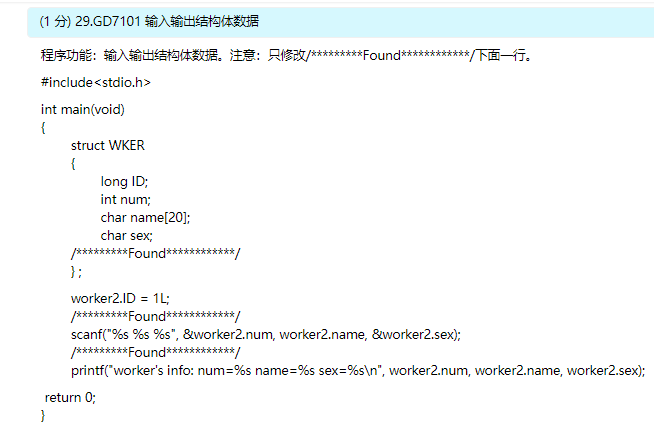 (1 分) 29.GD7101 输入输出结构体数据
程序功能：输入输出结构体数据。注意：只修改/*********Found************/下面一行。
#include<stdio.h>
int main(void)
{
struct WKER
{
long ID;
int num;
char name[20];
char sex;
/*********Found************/
} ;
worker2.ID = 1L;
/*********Found************/
scanf("%s %s %s", &worker2.num, worker2.name, &worker2.sex);
/*********Found************/
printf("worker's info: num=%s name=%s sex=%s\n", worker2.num, worker2.name, worker2.sex);
return 0;
}